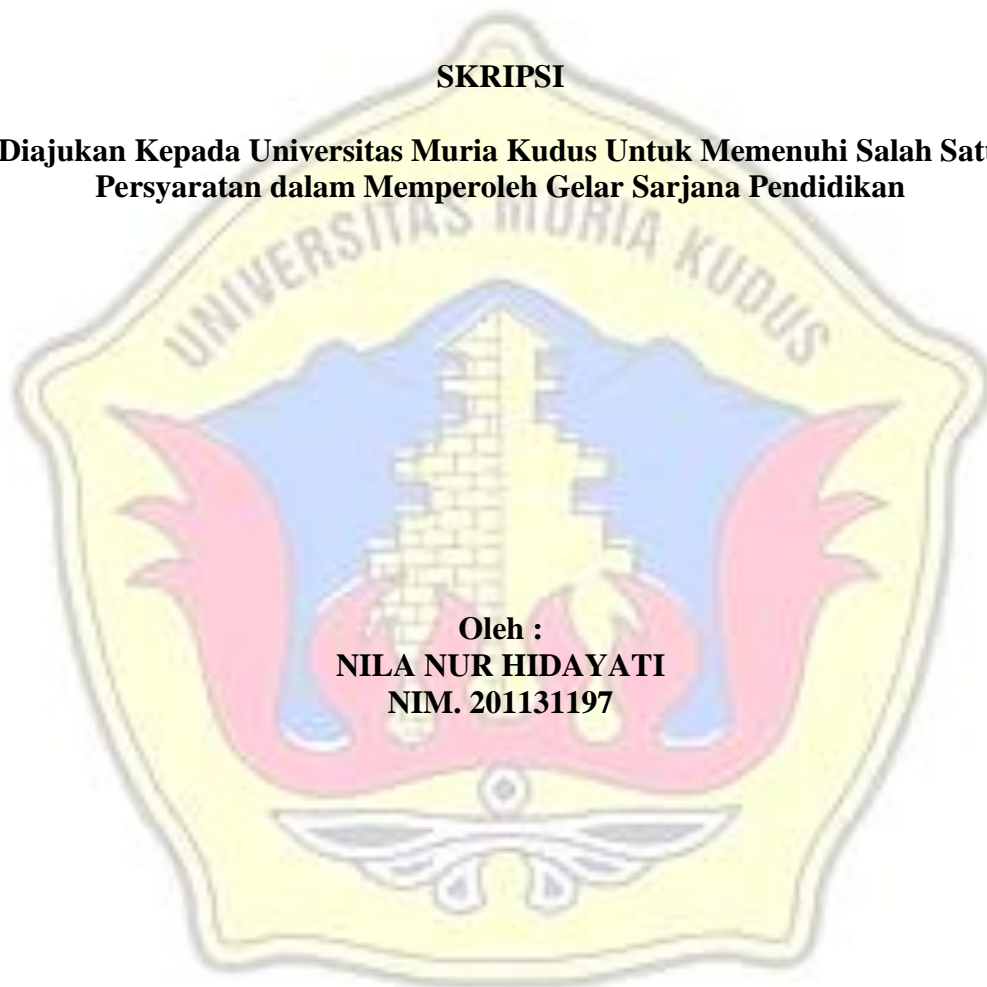 SKRIPSI
Diajukan Kepada Universitas Muria Kudus Untuk Memenuhi Salah Satu
Persyaratan dalam Memperoleh Gelar Sarjana Pendidikan
UNIVERSITAS MURIA KUDUS
Oleh :
NILA NUR HIDAYATI
NIM. 201131197